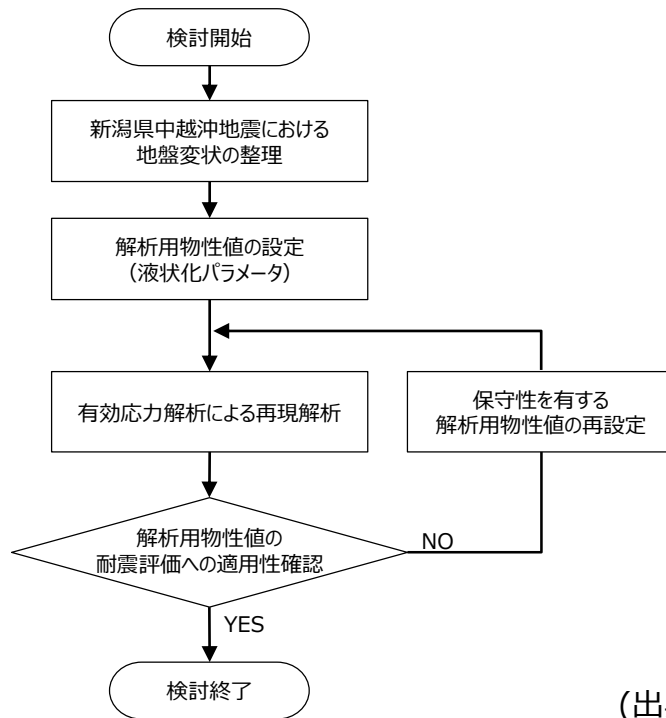 検討開始
新潟県中越沖地震における
地盤変状の整理
解析用物性値の設定
（液状化パラメータ）
有効応力解析による再現解析
保守性を有する
解析用物性値の再設定
解析用物性値の
耐震評価への適用性確認
NO
YES
検討終了
(出